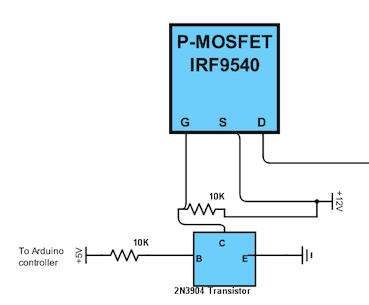 P-MOSFET
IRF9540
G S D
10K
+12V
To Arduino
controller
+5V
10K
C
B E
2N3904 Transistor